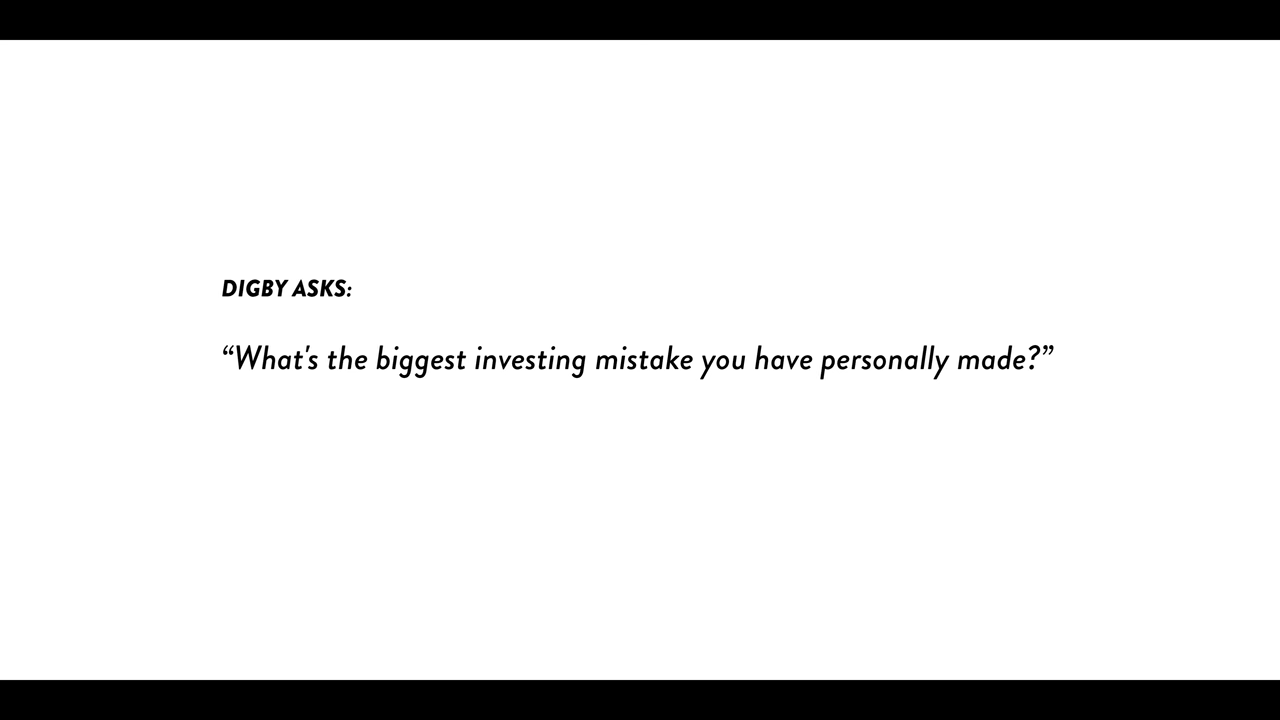 DIGBY ASKS:
“What's the biggest investing mistake you have personally made?”